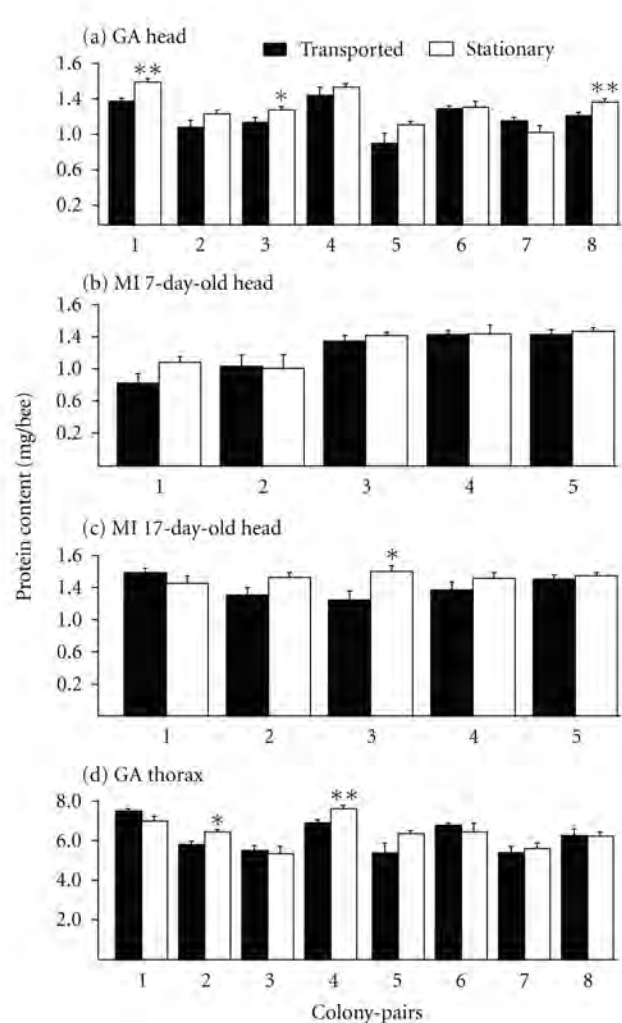 (a) GA head
Transported
Stationary
1.6
1.4
1.0
0.6
0.2
**
*
**
1 2 3 4 5 6 7 8
(b) MI 7-day-old head
1.6
1.4
1.0
0.6
0.2
1 2 3 4 5
(c) MI 17-day-old head
1.6
1.4
1.0
0.6
0.2
*
1 2 3 4 5
(d) GA thorax
8.0
6.0
4.0
2.0
*
**
1 2 3 4 5 6 7 8
Colony-pairs
Protein content (mg/bee)